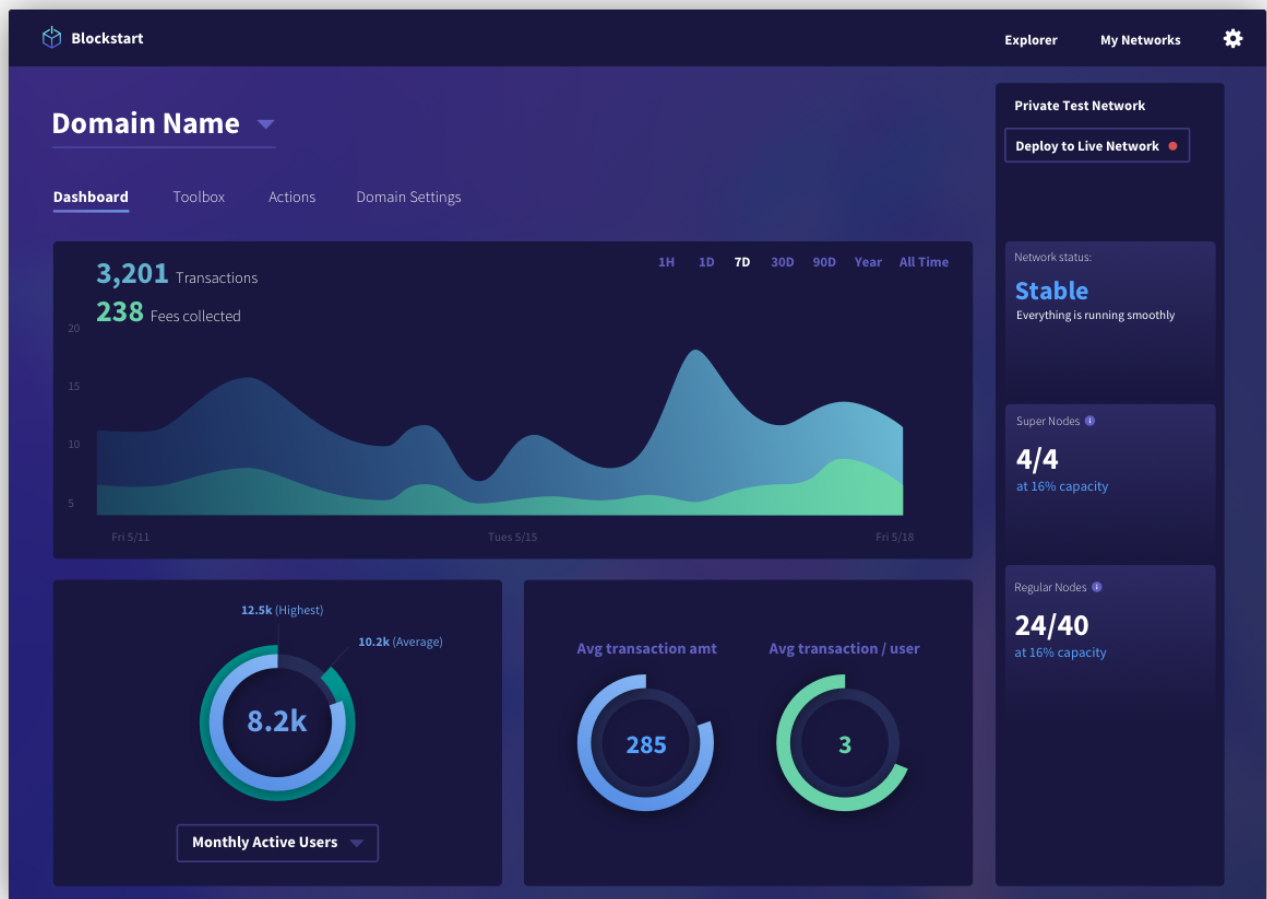 Blockstart
Explorer
My Networks
Domain Name
Dashboard
Toolbox
Actions
Domain Settings
3,201 Transactions
238 Fees collected
1H 1D 7D 30D 90D Year All Time
20
15
10
5
Fri 5/11
Tues 5/15
Fri 5/18
12.5k (Highest)
10.2k (Average)
8.2k
Monthly Active Users
Avg transaction amt
285
Avg transaction / user
3
Private Test Network
Deploy to Live Network
Network status:
Stable
Everything is running smoothly
Super Nodes i
4/4
at 16% capacity
Regular Nodes i
24/40
at 16% capacity